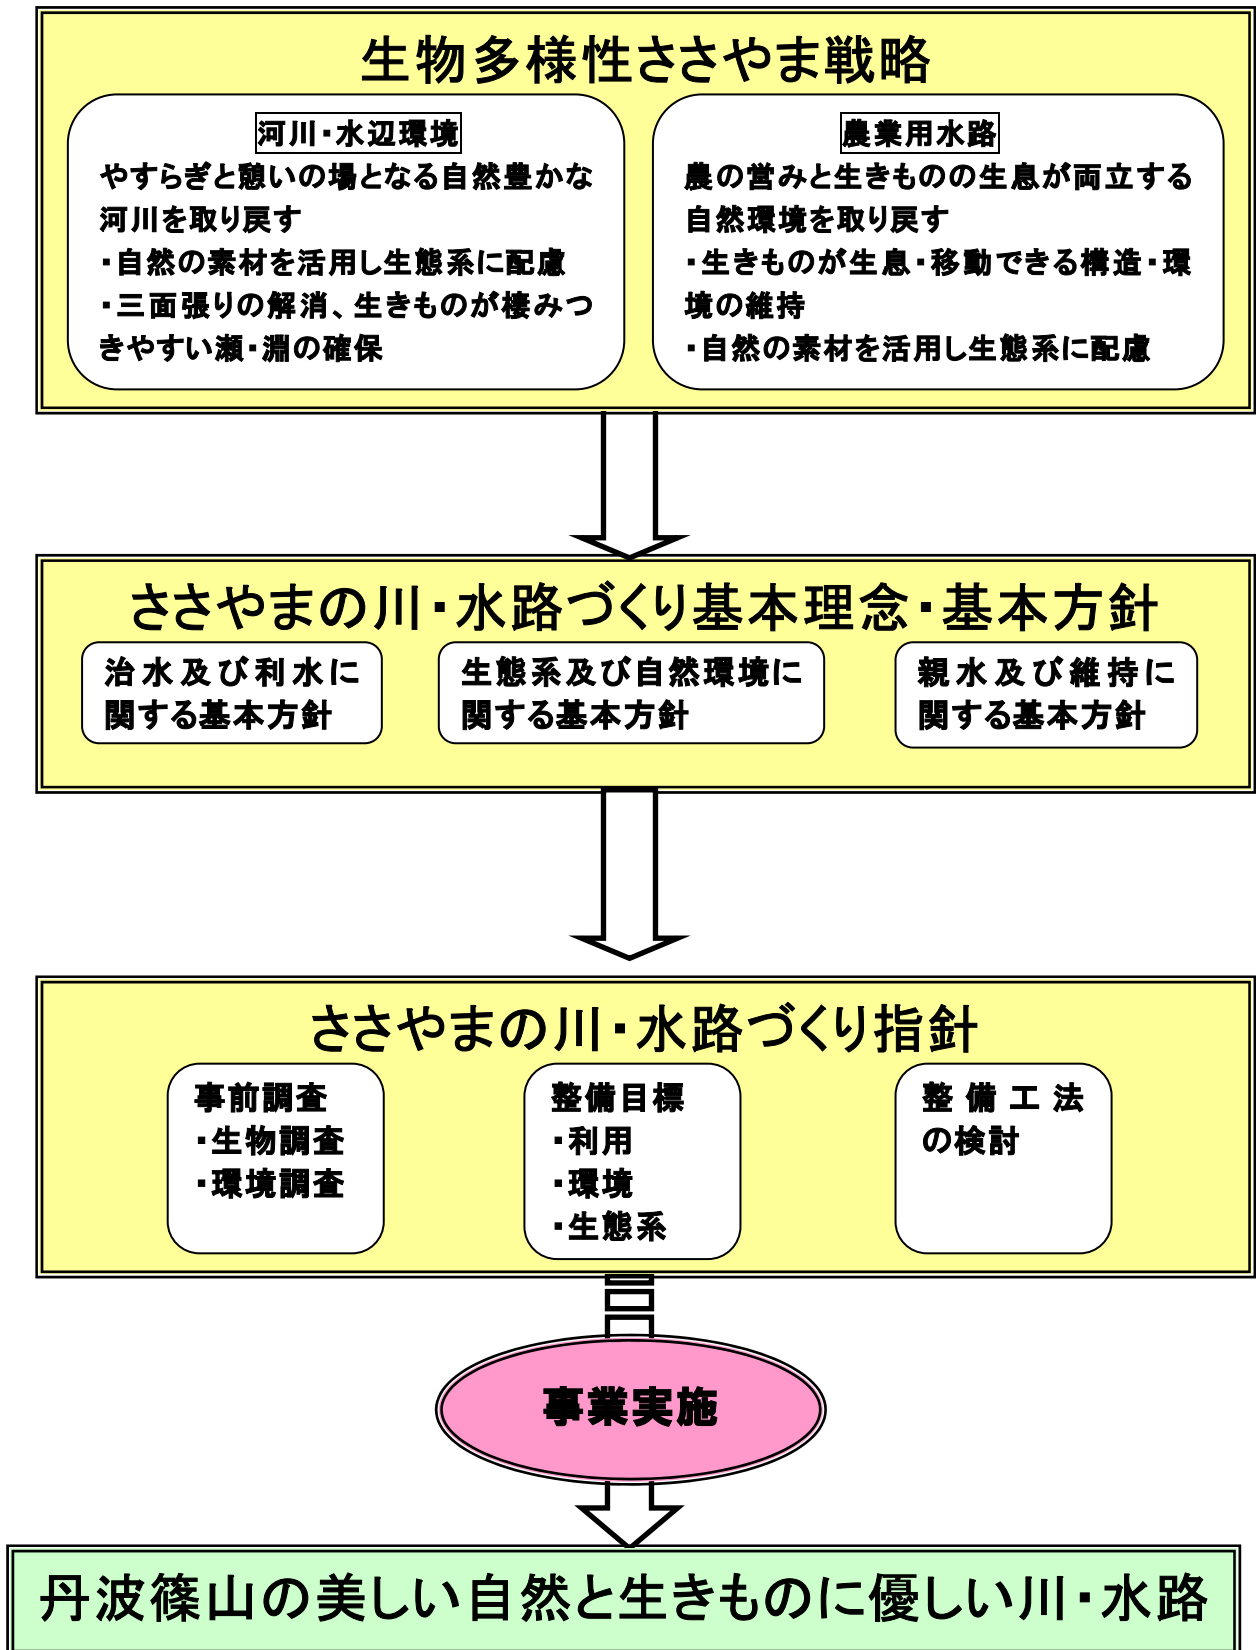 生物多様性ささやま戦略
河川・水辺環境
やすらぎと憩いの場となる自然豊かな
河川を取り戻す
・自然の素材を活用し生態系に配慮
・三面張りの解消、生きものが棲みつ
きやすい瀬・淵の確保
農業用水路
農の営みと生きものの生息が両立する
自然環境を取り戻す
・生きものが生息・移動できる構造・環
境の維持
・自然の素材を活用し生態系に配慮
ささやまの川・水路づくり基本理念・基本方針
治水及び利水に
関する基本方針
生態系及び自然環境に
関する基本方針
親水及び維持に
関する基本方針
ささやまの川・水路づくり指針
事前調査
・生物調査
・環境調査
整備目標
・利用
・環境
・生態系
整備工法
の検討
事業実施
丹波篠山の美しい自然と生きものに優しい川・水路